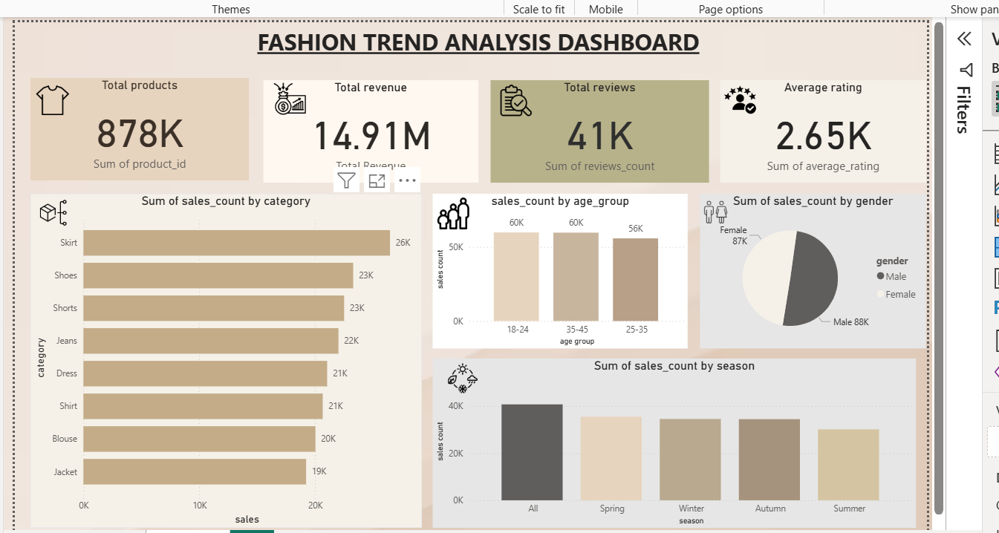 Themes
Scale to fit
Mobile
Page options
Show pan
FASHION TREND ANALYSIS DASHBOARD
Total products
878K
Sum of product_id
Total revenue
14.91M
Total Revenue
Total reviews
41K
Sum of reviews_count
Average rating
2.65K
Sum of average_rating
Filters
Sum of sales_count by category
category
Skirt
26K
Shoes
23K
Shorts
23K
Jeans
22K
Dress
21K
Shirt
21K
Blouse
20K
Jacket
19K
0K
10K
20K
sales
sales_count by age_group
sales count
50K
0K
60K
60K
56K
18-24
35-45
25-35
age group
Sum of sales_count by gender
Female
87K
Male 88K
gender
Male
Female
Sum of sales_count by season
sales count
40K
20K
0K
All
Spring
Winter
Autumn
Summer
season